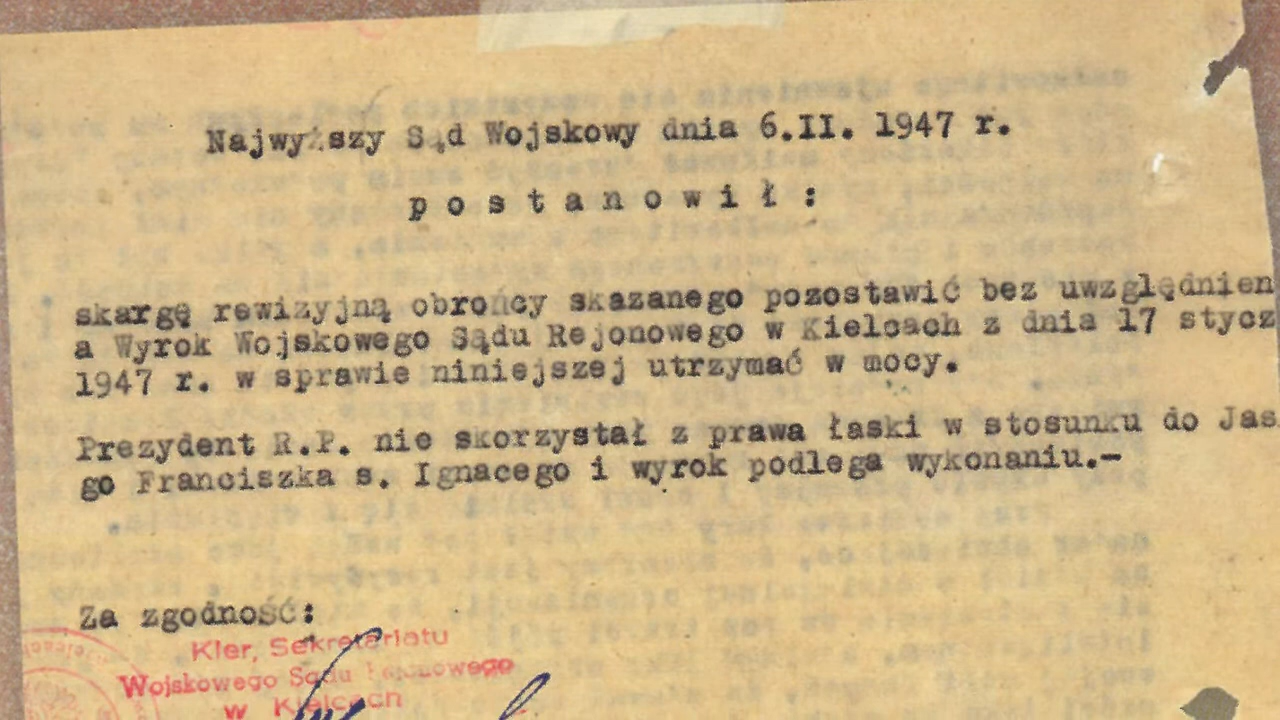 Najwyższy Sąd Wojskowy dnia 6.II. 1947 r.
postanowił:
skargę rewizyjną obrońcy skazanego pozostawić bez uwzględnien
a Wyrok Wojskowego Sądu Rejonowego w Kielcach z dnia 17 stycz
1947 r. w sprawie niniejszej utrzymać w mocy.
Prezydent R.P. nie skorzystał z prawa łaski w stosunku do Jas
go Franciszka s. Ignacego i wyrok podlega wykonaniu.-
Za zgodność:
Kier, Sekretariatu
Wojskowego Sądu Rejonowego
w Kielcach